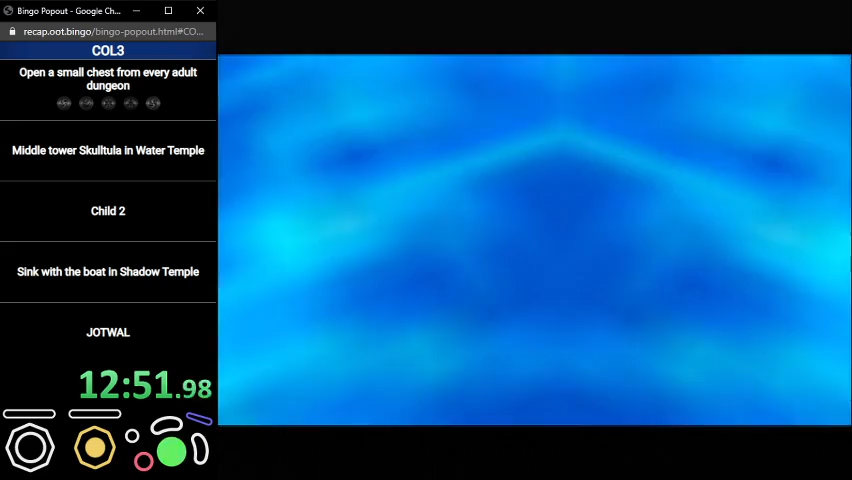 Bingo Popout - Google Ch...
recap.oot.bingo/bingo-popout.html#CO...
COL3
Open a small chest from every adult
dungeon
Middle tower Skulltula in Water Temple
Child 2
Sink with the boat in Shadow Temple
JOTWAL
12:51.98